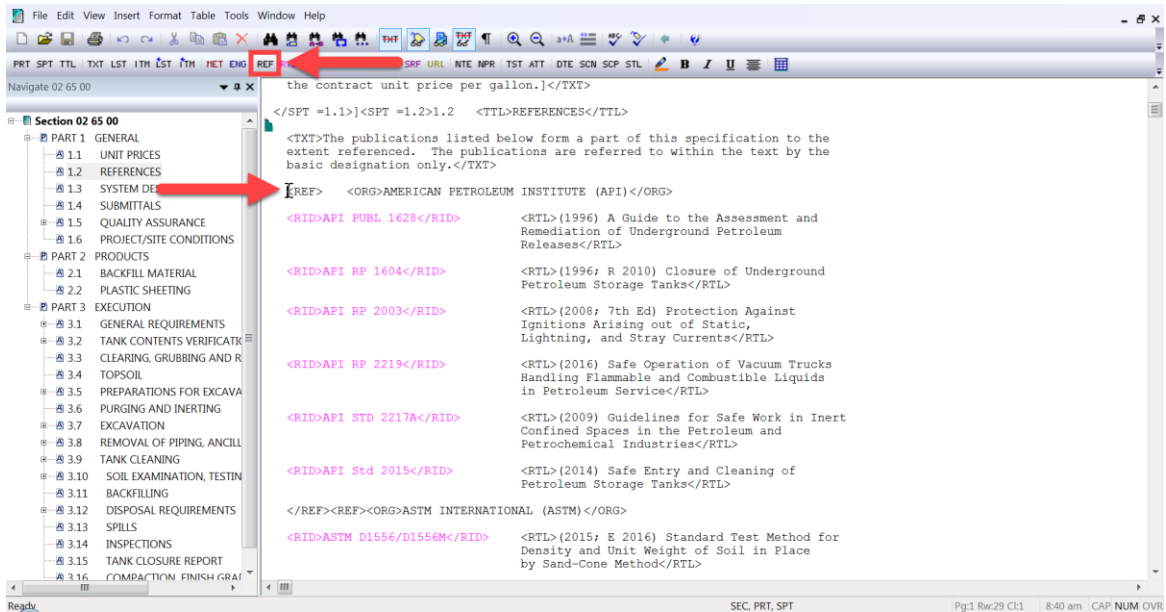 File Edit View Insert Format Table Tools Window Help
PRT SPT TTL TXT LST ITM LST ITM MET ENG REF SRF URL NTE NPR TST ATT DTE SCN SCP STL B I U
Navigate 02 65 00
Section 02 65 00
PART 1 GENERAL
1.1 UNIT PRICES
1.2 REFERENCES
1.3 SYSTEM DES
1.4 SUBMITTALS
1.5 QUALITY ASSURANCE
1.6 PROJECT/SITE CONDITIONS
PART 2 PRODUCTS
2.1 BACKFILL MATERIAL
2.2 PLASTIC SHEETING
PART 3 EXECUTION
3.1 GENERAL REQUIREMENTS
3.2 TANK CONTENTS VERIFICATI
3.3 CLEARING, GRUBBING AND R
3.4 TOPSOIL
3.5 PREPARATIONS FOR EXCAVA
3.6 PURGING AND INERTING
3.7 EXCAVATION
3.8 REMOVAL OF PIPING, ANCILL
3.9 TANK CLEANING
3.10 SOIL EXAMINATION, TESTIN
3.11 BACKFILLING
3.12 DISPOSAL REQUIREMENTS
3.13 SPILLS
3.14 INSPECTIONS
3.15 TANK CLOSURE REPORT
3.16 COMPACTION, FINISH GRAD
the contract unit price per gallon.]</TXT>
</SPT =1.1>]<SPT =1.2>1.2 <TTL>REFERENCES</TTL>
<TXT>The publications listed below form a part of this specification to the
extent referenced. The publications are referred to within the text by the
basic designation only.</TXT>
<REF> <ORG>AMERICAN PETROLEUM INSTITUTE (API)</ORG>
<RID>API PUBL 1628</RID> <RTL>(1996) A Guide to the Assessment and
Remediation of Underground Petroleum
Releases</RTL>
<RID>API RP 1604</RID> <RTL>(1996; R 2010) Closure of Underground
Petroleum Storage Tanks</RTL>
<RID>API RP 2003</RID> <RTL>(2008; 7th Ed) Protection Against
Ignitions Arising out of Static,
Lightning, and Stray Currents</RTL>
<RID>API RP 2219</RID> <RTL>(2016) Safe Operation of Vacuum Trucks
Handling Flammable and Combustible Liquids
in Petroleum Service</RTL>
<RID>API STD 2217A</RID> <RTL>(2009) Guidelines for Safe Work in Inert
Confined Spaces in the Petroleum and
Petrochemical Industries</RTL>
<RID>API Std 2015</RID> <RTL>(2014) Safe Entry and Cleaning of
Petroleum Storage Tanks</RTL>
</REF><REF><ORG>ASTM INTERNATIONAL (ASTM)</ORG>
<RID>ASTM D1556/D1556M</RID> <RTL>(2015; E 2016) Standard Test Method for
Density and Unit Weight of Soil in Place
by Sand-Cone Method</RTL>
Ready SEC, PRT, SPT Pg:1 Rw:29 Cl:1 8:40 am CAP NUM OVR